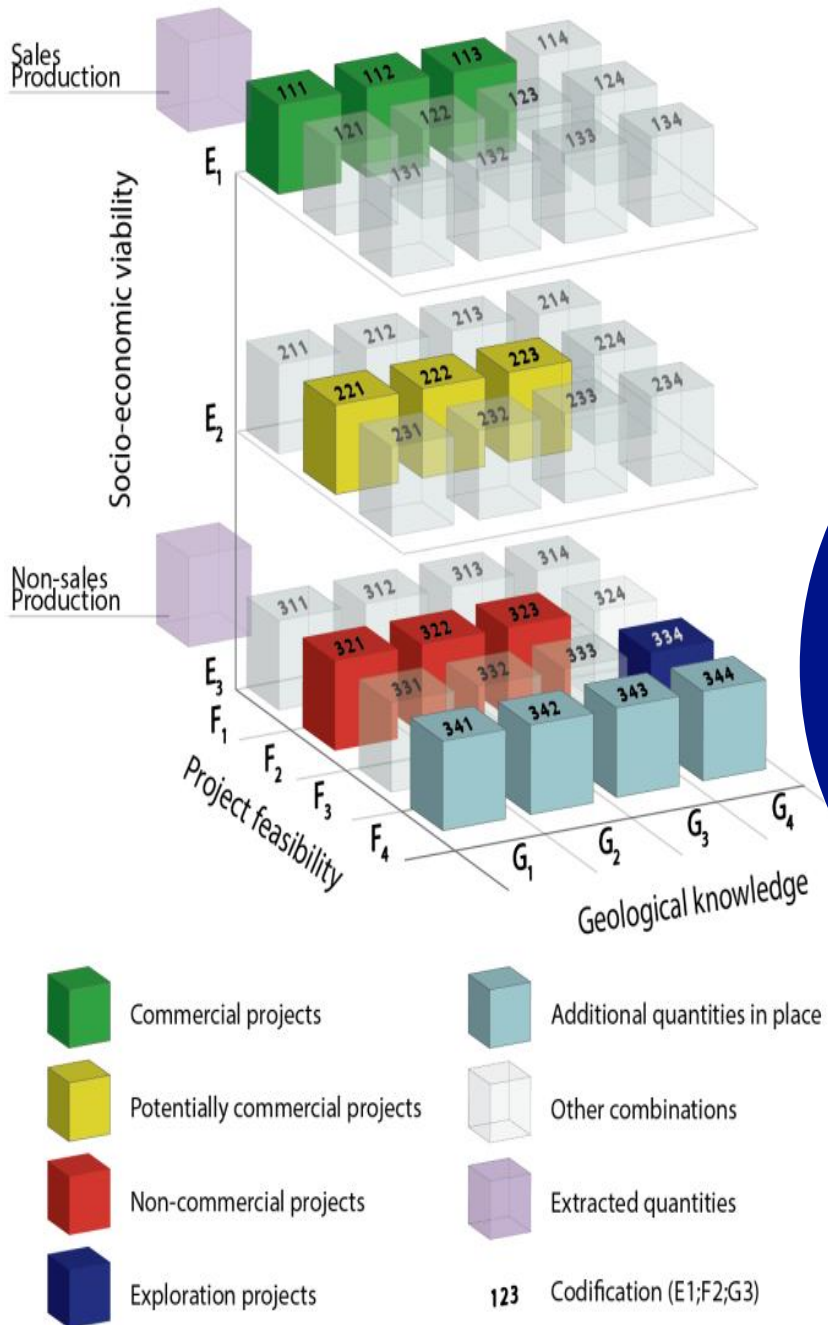 Sales
Production
111 112 113 114
121 122 123 124
131 132 133 134
E1
Socio-economic viability
211 212 213 214
221 222 223 224
231 232 233 234
E2
Non-sales
Production
311 312 313 314
321 322 323 324
331 332 333 334
341 342 343 344
E3
F1
F2
F3
F4
Project feasibility
G1
G2
G3
G4
Geological knowledge
Commercial projects
Additional quantities in place
Potentially commercial projects
Other combinations
Non-commercial projects
Extracted quantities
Exploration projects
123 Codification (E1;F2;G3)